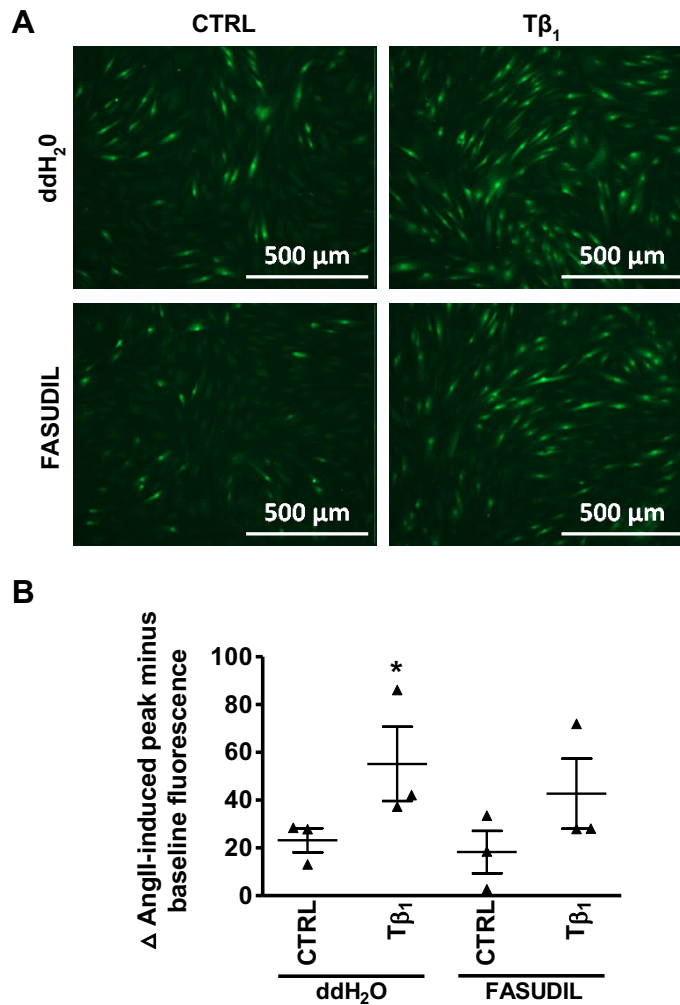 A
CTRL
Tβ₁
ddH₂0
500 µm
500 µm
FASUDIL
500 µm
500 µm
B
Δ AngII-induced peak minus
baseline fluorescence
100
80
60
40
20
0
*
CTRL
Tβ₁
CTRL
Tβ₁
ddH₂O
FASUDIL